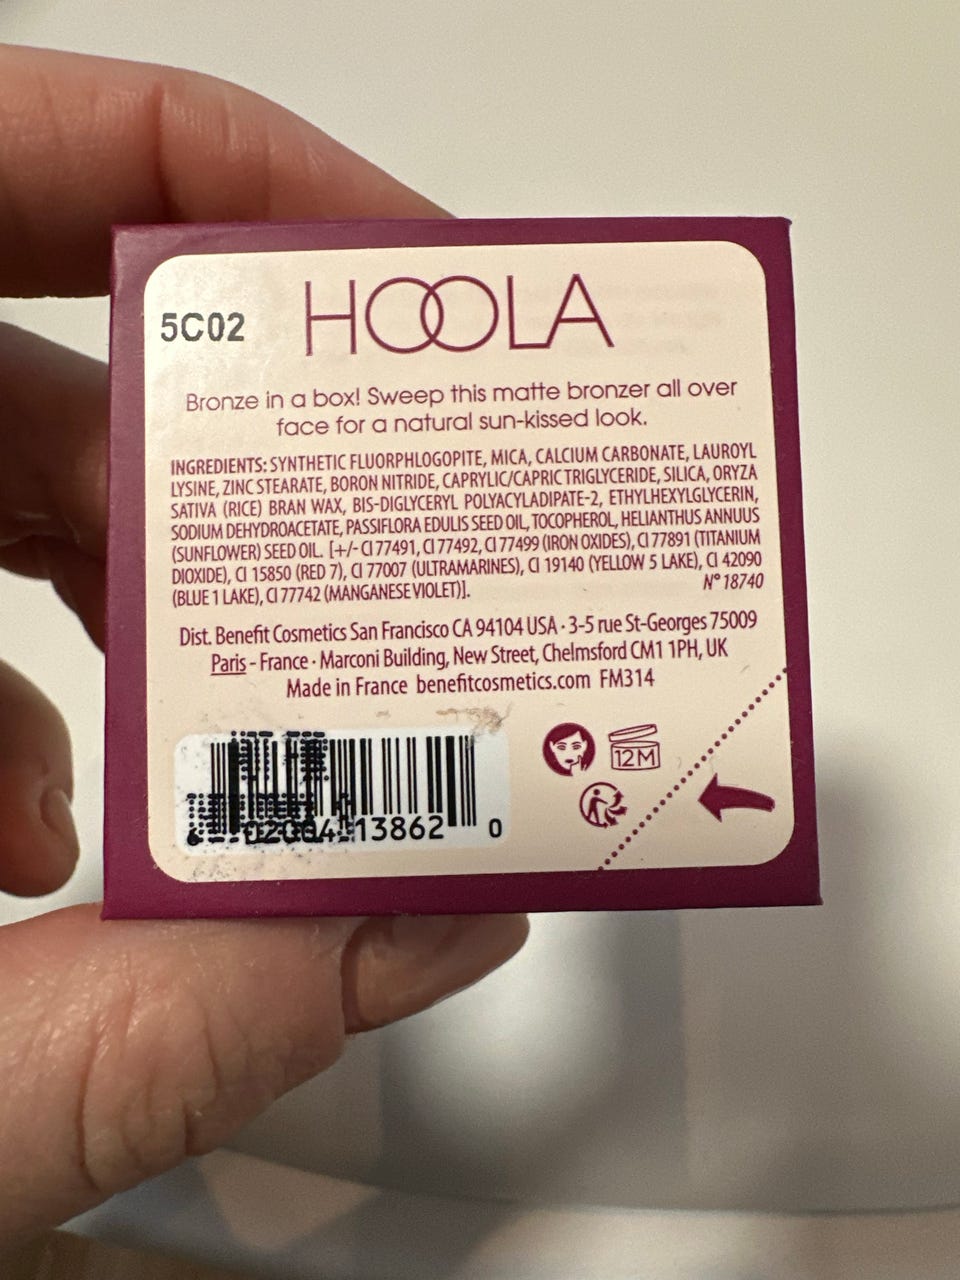 5C02
HOOLA
Bronze in a box! Sweep this matte bronzer all over
face for a natural sun-kissed look.
INGREDIENTS: SYNTHETIC FLUORPHLOGOPITE, MICA, CALCIUM CARBONATE, LAUROYL
LYSINE, ZINC STEARATE, BORON NITRIDE, CAPRYLIC/CAPRIC TRIGLYCERIDE, SILICA, ORYZA
SATIVA (RICE) BRAN WAX, BIS-DIGLYCERYL POLYACYLADIPATE-2, ETHYLHEXYLGLYCERIN,
SODIUM DEHYDROACETATE, PASSIFLORA EDULIS SEED OIL, TOCOPHEROL, HELIANTHUS ANNUUS
(SUNFLOWER) SEED OIL. [+/- CI 77491, CI 77492, CI 77499 (IRON OXIDES), CI 77891 (TITANIUM
DIOXIDE), CI 15850 (RED 7), CI 77007 (ULTRAMARINES), CI 19140 (YELLOW 5 LAKE), CI 42090
(BLUE 1 LAKE), CI 77742 (MANGANESE VIOLET)]. N° 18740
Dist. Benefit Cosmetics San Francisco CA 94104 USA · 3-5 rue St-Georges 75009
Paris - France · Marconi Building, New Street, Chelmsford CM1 1PH, UK
Made in France benefitcosmetics.com FM314
12M
13862 0